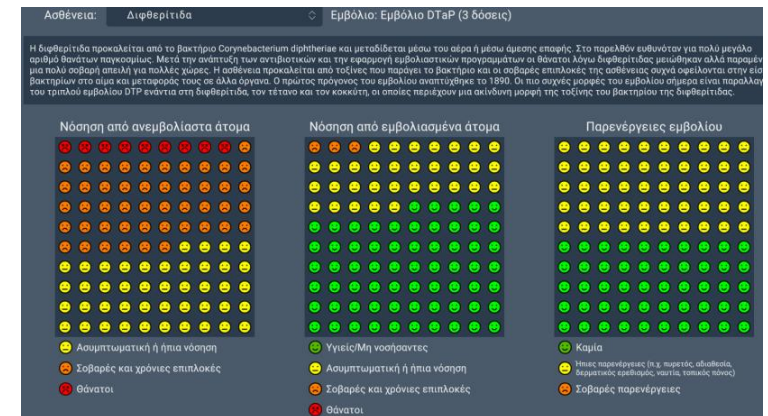 Ασθένεια: Διφθερίτιδα Εμβόλιο: Εμβόλιο DTaP (3 δόσεις)
Η διφθερίτιδα προκαλείται από το βακτήριο Corynebacterium diphtheriae και μεταδίδεται μέσω του αέρα ή μέσω άμεσης επαφής. Στο παρελθόν ευθυνόταν για πολύ μεγάλο
αριθμό θανάτων παγκοσμίως. Μετά την ανάπτυξη των αντιβιοτικών και την εφαρμογή εμβολιαστικών προγραμμάτων οι θάνατοι λόγω διφθερίτιδας μειώθηκαν αλλά παραμέν
μια πολύ σοβαρή απειλή για πολλές χώρες. Η ασθένεια προκαλείται από τοξίνες που παράγει το βακτήριο και οι σοβαρές επιπλοκές της ασθένειας συχνά οφείλονται στην είσ
βακτηρίων στο αίμα και μεταφοράς τους σε άλλα όργανα. Ο πρώτος πρόγονος του εμβολίου αναπτύχθηκε το 1890. Οι πιο συχνές μορφές του εμβολίου σήμερα είναι παραλλαγ
του τριπλού εμβολίου DTP ενάντια στη διφθερίτιδα, τον τέτανο και τον κοκκύτη, οι οποίες περιέχουν μια ακίνδυνη μορφή της τοξίνης του βακτηρίου της διφθερίτιδας.
Νόσηση από ανεμβολίαστα άτομα
Ασυμπτωματική ή ήπια νόσηση
Σοβαρές και χρόνιες επιπλοκές
Θάνατοι
Νόσηση από εμβολιασμένα άτομα
Υγιείς/Μη νοσήσαντες
Ασυμπτωματική ή ήπια νόσηση
Σοβαρές και χρόνιες επιπλοκές
Θάνατοι
Παρενέργειες εμβολίου
Καμία
Ήπιες παρενέργειες (π.χ. πυρετός, αδιαθεσία,
δερματικός ερεθισμός, ναυτία, τοπικός πόνος)
Σοβαρές παρενέργειες